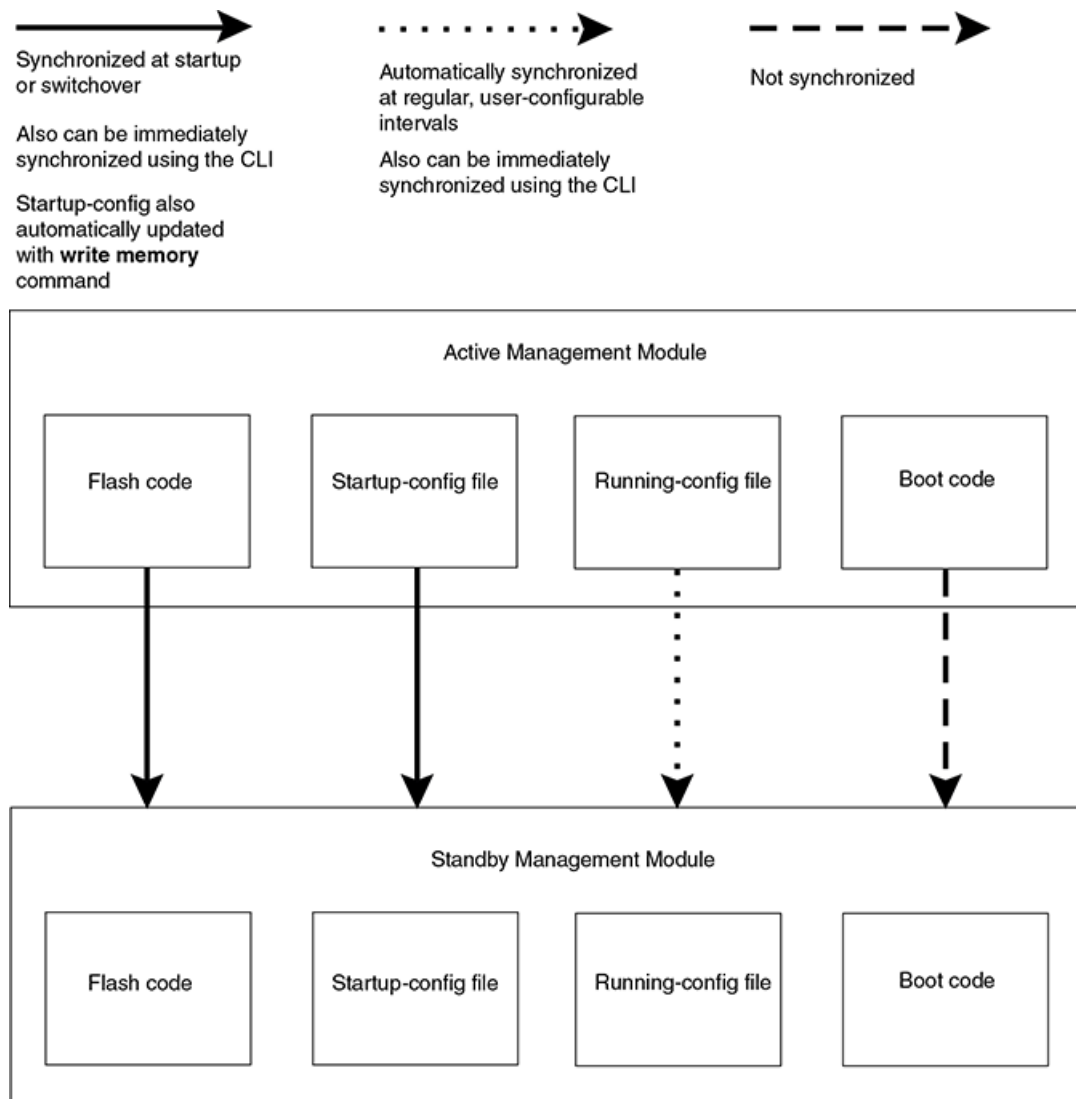 Synchronized at startup
or switchover
Also can be immediately
synchronized using the CLI
Startup-config also
automatically updated
with write memory
command
Automatically synchronized
at regular, user-configurable
intervals
Also can be immediately
synchronized using the CLI
Not synchronized
Active Management Module
Flash code
Startup-config file
Running-config file
Boot code
Standby Management Module
Flash code
Startup-config file
Running-config file
Boot code